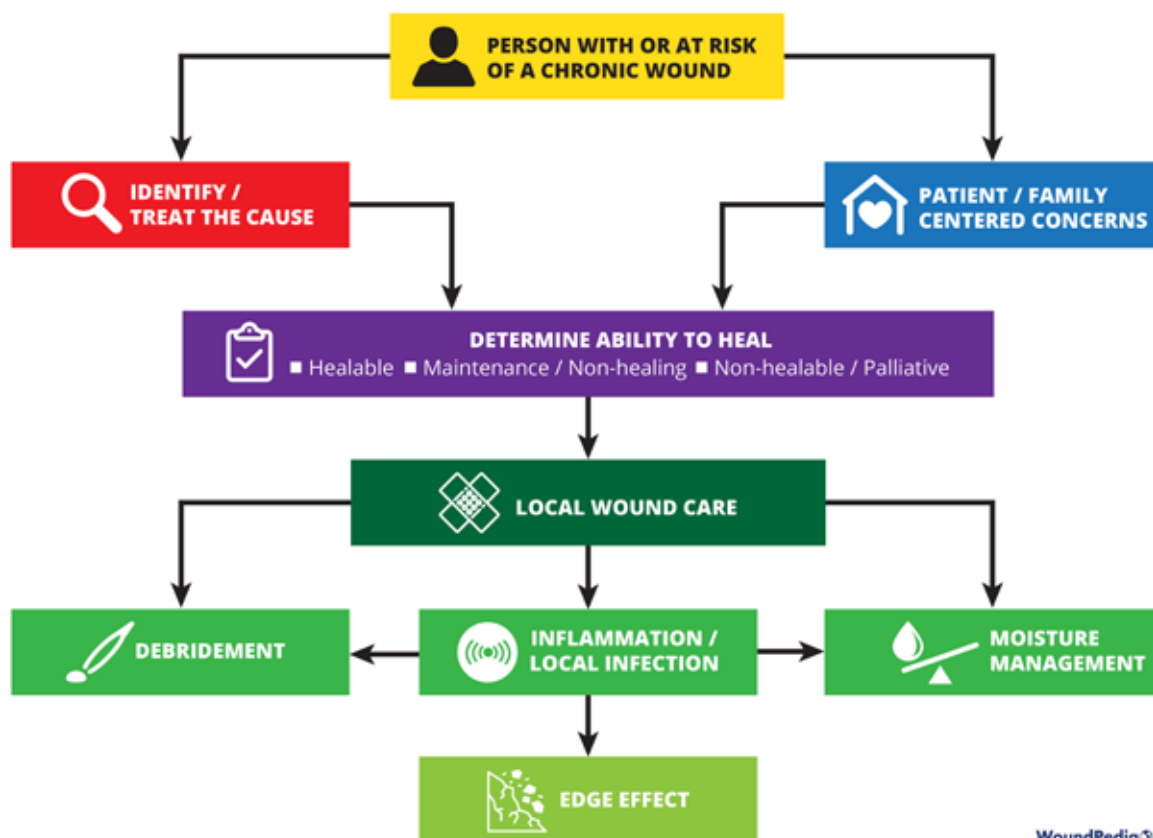 PERSON WITH OR AT RISK
OF A CHRONIC WOUND
IDENTIFY /
TREAT THE CAUSE
PATIENT / FAMILY
CENTERED CONCERNS
DETERMINE ABILITY TO HEAL
■ Healable ■ Maintenance / Non-healing ■ Non-healable / Palliative
LOCAL WOUND CARE
DEBRIDEMENT
INFLAMMATION /
LOCAL INFECTION
MOISTURE
MANAGEMENT
EDGE EFFECT
WoundPedia